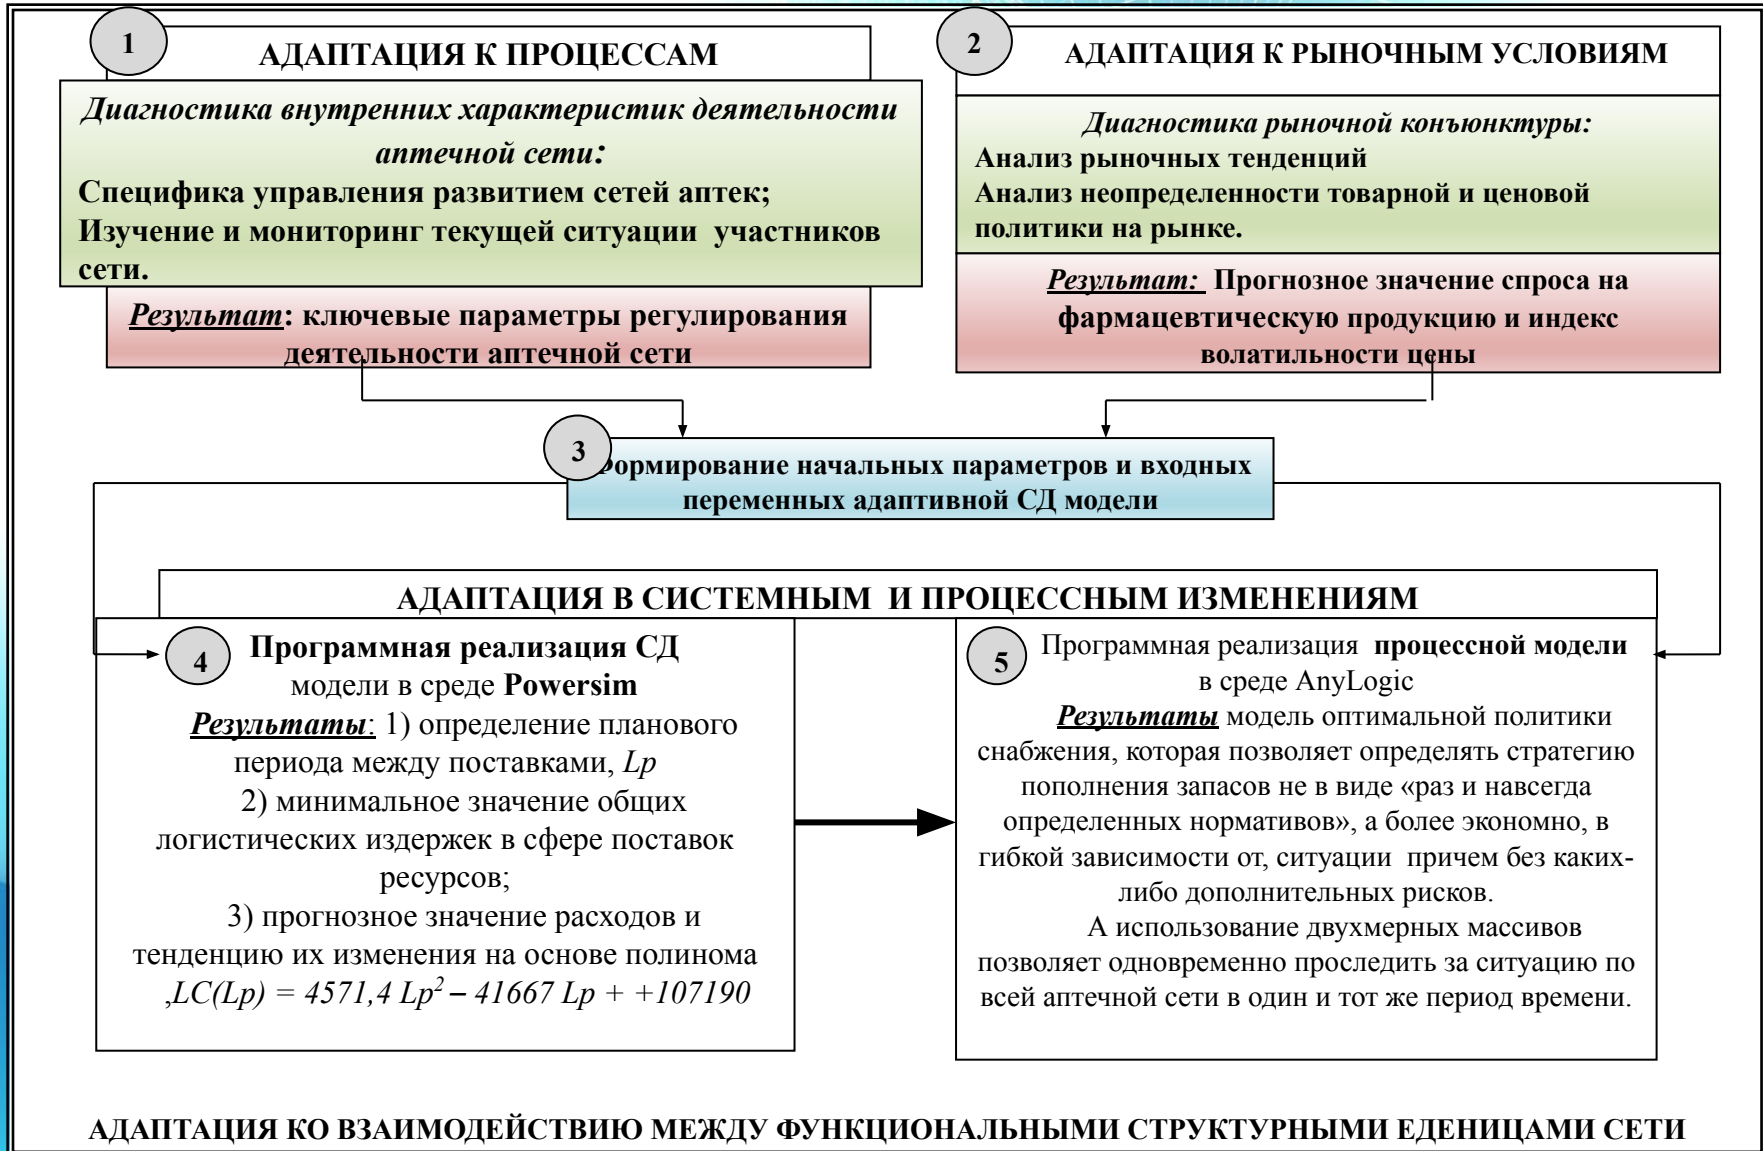 1
АДАПТАЦИЯ К ПРОЦЕССАМ
Диагностика внутренних характеристик деятельности
аптечной сети:
Специфика управления развитием сетей аптек;
Изучение и мониторинг текущей ситуации участников
сети.
Результат: ключевые параметры регулирования
деятельности аптечной сети
2
АДАПТАЦИЯ К РЫНОЧНЫМ УСЛОВИЯМ
Диагностика рыночной конъюнктуры:
Анализ рыночных тенденций
Анализ неопределенности товарной и ценовой
политики на рынке.
Результат: Прогнозное значение спроса на
фармацевтическую продукцию и индекс
волатильности цены
3
Формирование начальных параметров и входных
переменных адаптивной СД модели
АДАПТАЦИЯ В СИСТЕМНЫМ И ПРОЦЕССНЫМ ИЗМЕНЕНИЯМ
4
Программная реализация СД
модели в среде Powersim
Результаты: 1) определение планового
периода между поставками, Lp
2) минимальное значение общих
логистических издержек в сфере поставок
ресурсов;
3) прогнозное значение расходов и
тенденцию их изменения на основе полинома
,LC(Lp) = 4571,4 Lp² – 41667 Lp + +107190
5
Программная реализация процессной модели
в среде AnyLogic
Результаты модель оптимальной политики
снабжения, которая позволяет определять стратегию
пополнения запасов не в виде «раз и навсегда
определенных нормативов», а более экономно, в
гибкой зависимости от, ситуации причем без каких-
либо дополнительных рисков.
А использование двухмерных массивов
позволяет одновременно проследить за ситуацию по
всей аптечной сети в один и тот же период времени.
АДАПТАЦИЯ КО ВЗАИМОДЕЙСТВИЮ МЕЖДУ ФУНКЦИОНАЛЬНЫМИ СТРУКТУРНЫМИ ЕДЕНИЦАМИ СЕТИ